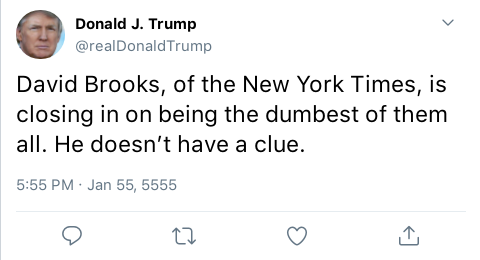 Donald J. Trump
@realDonaldTrump
David Brooks, of the New York Times, is
closing in on being the dumbest of them
all. He doesn’t have a clue.
5:55 PM · Jan 55, 5555